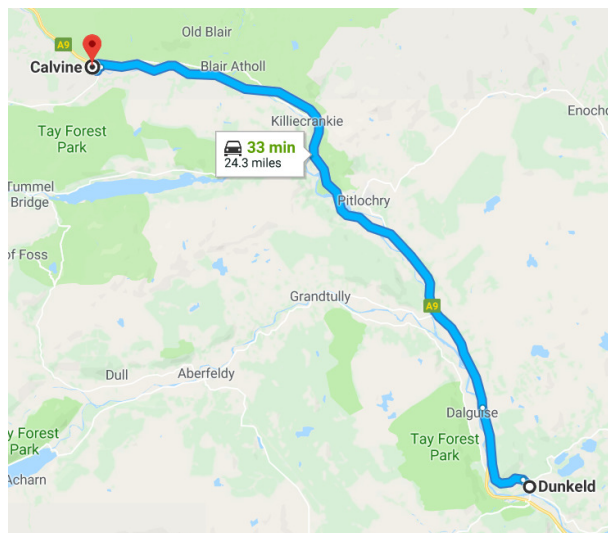 Old Blair
A9
Calvine
Blair Atholl
Killiecrankie
Enocho
Tay Forest
Park
33 min
24.3 miles
Tummel
Bridge
Pitlochry
of Foss
Grandtully
A9
Dull
Aberfeldy
Dalguise
y Forest
Park
Tay Forest
Park
Acharn
Dunkeld